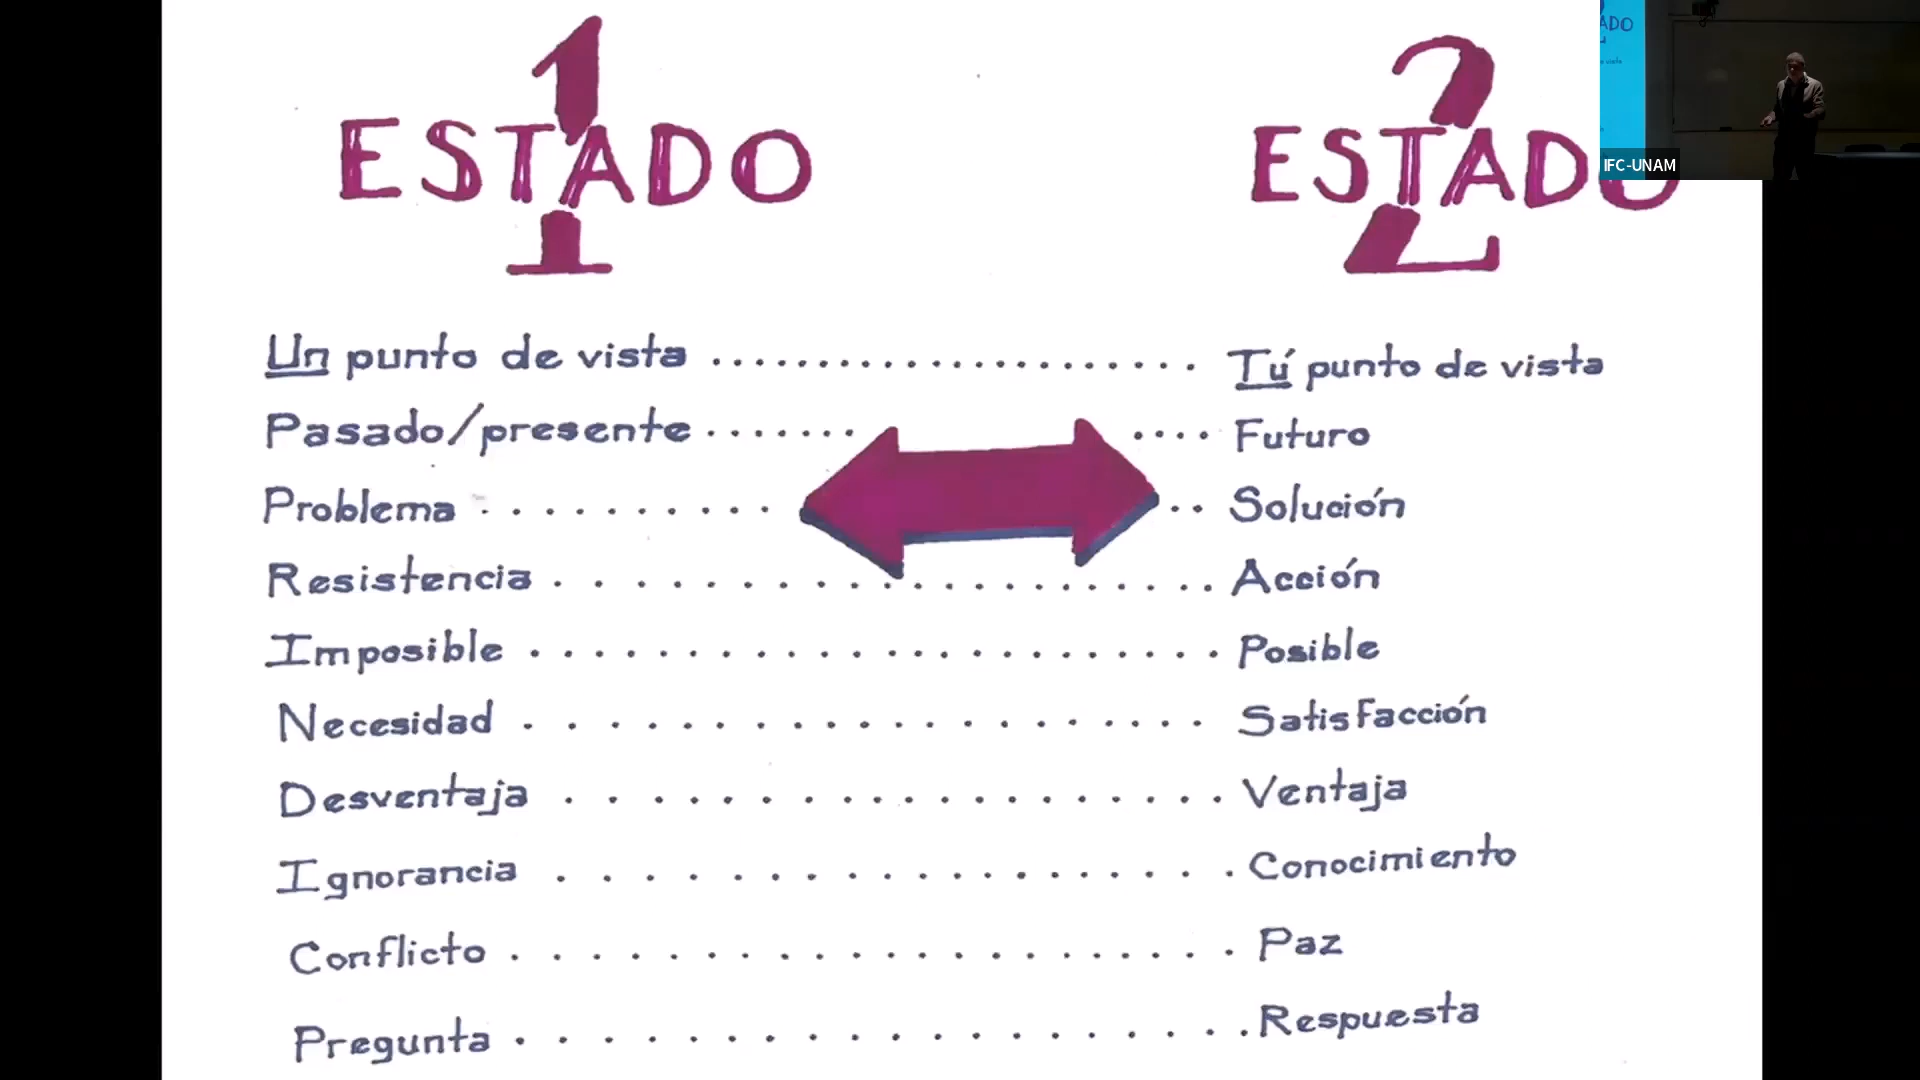 1
ESTADO
2
ESTADO
Un punto de vista .................... Tú punto de vista
Pasado/presente ....... .... Futuro
Problema ........... .. Solución
Resistencia .................. Acción
Imposible ................... Posible
Necesidad ................ Satisfacción
Desventaja ................ Ventaja
Ignorancia ................. Conocimiento
Conflicto .................. Paz
Pregunta .................. Respuesta
ADO
IFC-UNAM